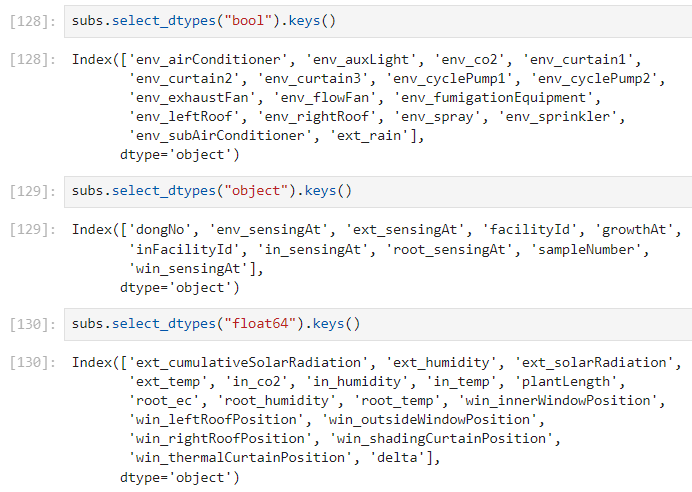 [128]: subs.select_dtypes("bool").keys()
[128]: Index(['env_airConditioner', 'env_auxLight', 'env_co2', 'env_curtain1',
'env_curtain2', 'env_curtain3', 'env_cyclePump1', 'env_cyclePump2',
'env_exhaustFan', 'env_flowFan', 'env_fumigationEquipment',
'env_leftRoof', 'env_rightRoof', 'env_spray', 'env_sprinkler',
'env_subAirConditioner', 'ext_rain'],
dtype='object')
[129]: subs.select_dtypes("object").keys()
[129]: Index(['dongNo', 'env_sensingAt', 'ext_sensingAt', 'facilityId', 'growthAt',
'inFacilityId', 'in_sensingAt', 'root_sensingAt', 'sampleNumber',
'win_sensingAt'],
dtype='object')
[130]: subs.select_dtypes("float64").keys()
[130]: Index(['ext_cumulativeSolarRadiation', 'ext_humidity', 'ext_solarRadiation',
'ext_temp', 'in_co2', 'in_humidity', 'in_temp', 'plantLength',
'root_ec', 'root_humidity', 'root_temp', 'win_innerWindowPosition',
'win_leftRoofPosition', 'win_outsideWindowPosition',
'win_rightRoofPosition', 'win_shadingCurtainPosition',
'win_thermalCurtainPosition', 'delta'],
dtype='object')